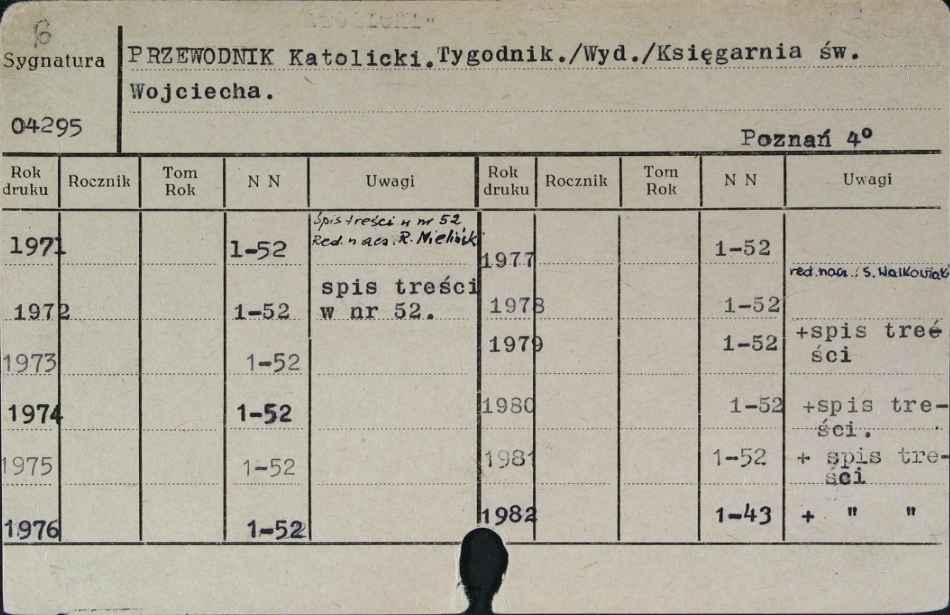 6
Sygnatura
04295
PRZEWODNIK Katolicki. Tygodnik./Wyd./Księgarnia św.
Wojciecha.
Poznań 4°
Rok druku Rocznik Tom Rok N N Uwagi Rok druku Rocznik Tom Rok N N Uwagi
1971 1-52 Spis treści w nr 52.
Red. nacz. R.
1972 1-52 spis treści
w nr 52.
1973 1-52
1974 1-52
1975 1-52
1976 1-52
1977 1-52
red. nacz.: S. Walkowiak
1978 1-52
1979 1-52 +spis treé
ści
1980 1-52 +spis tre-
ści.
1981 1-52 + spis tre-
ści
1982 1-43 + " "